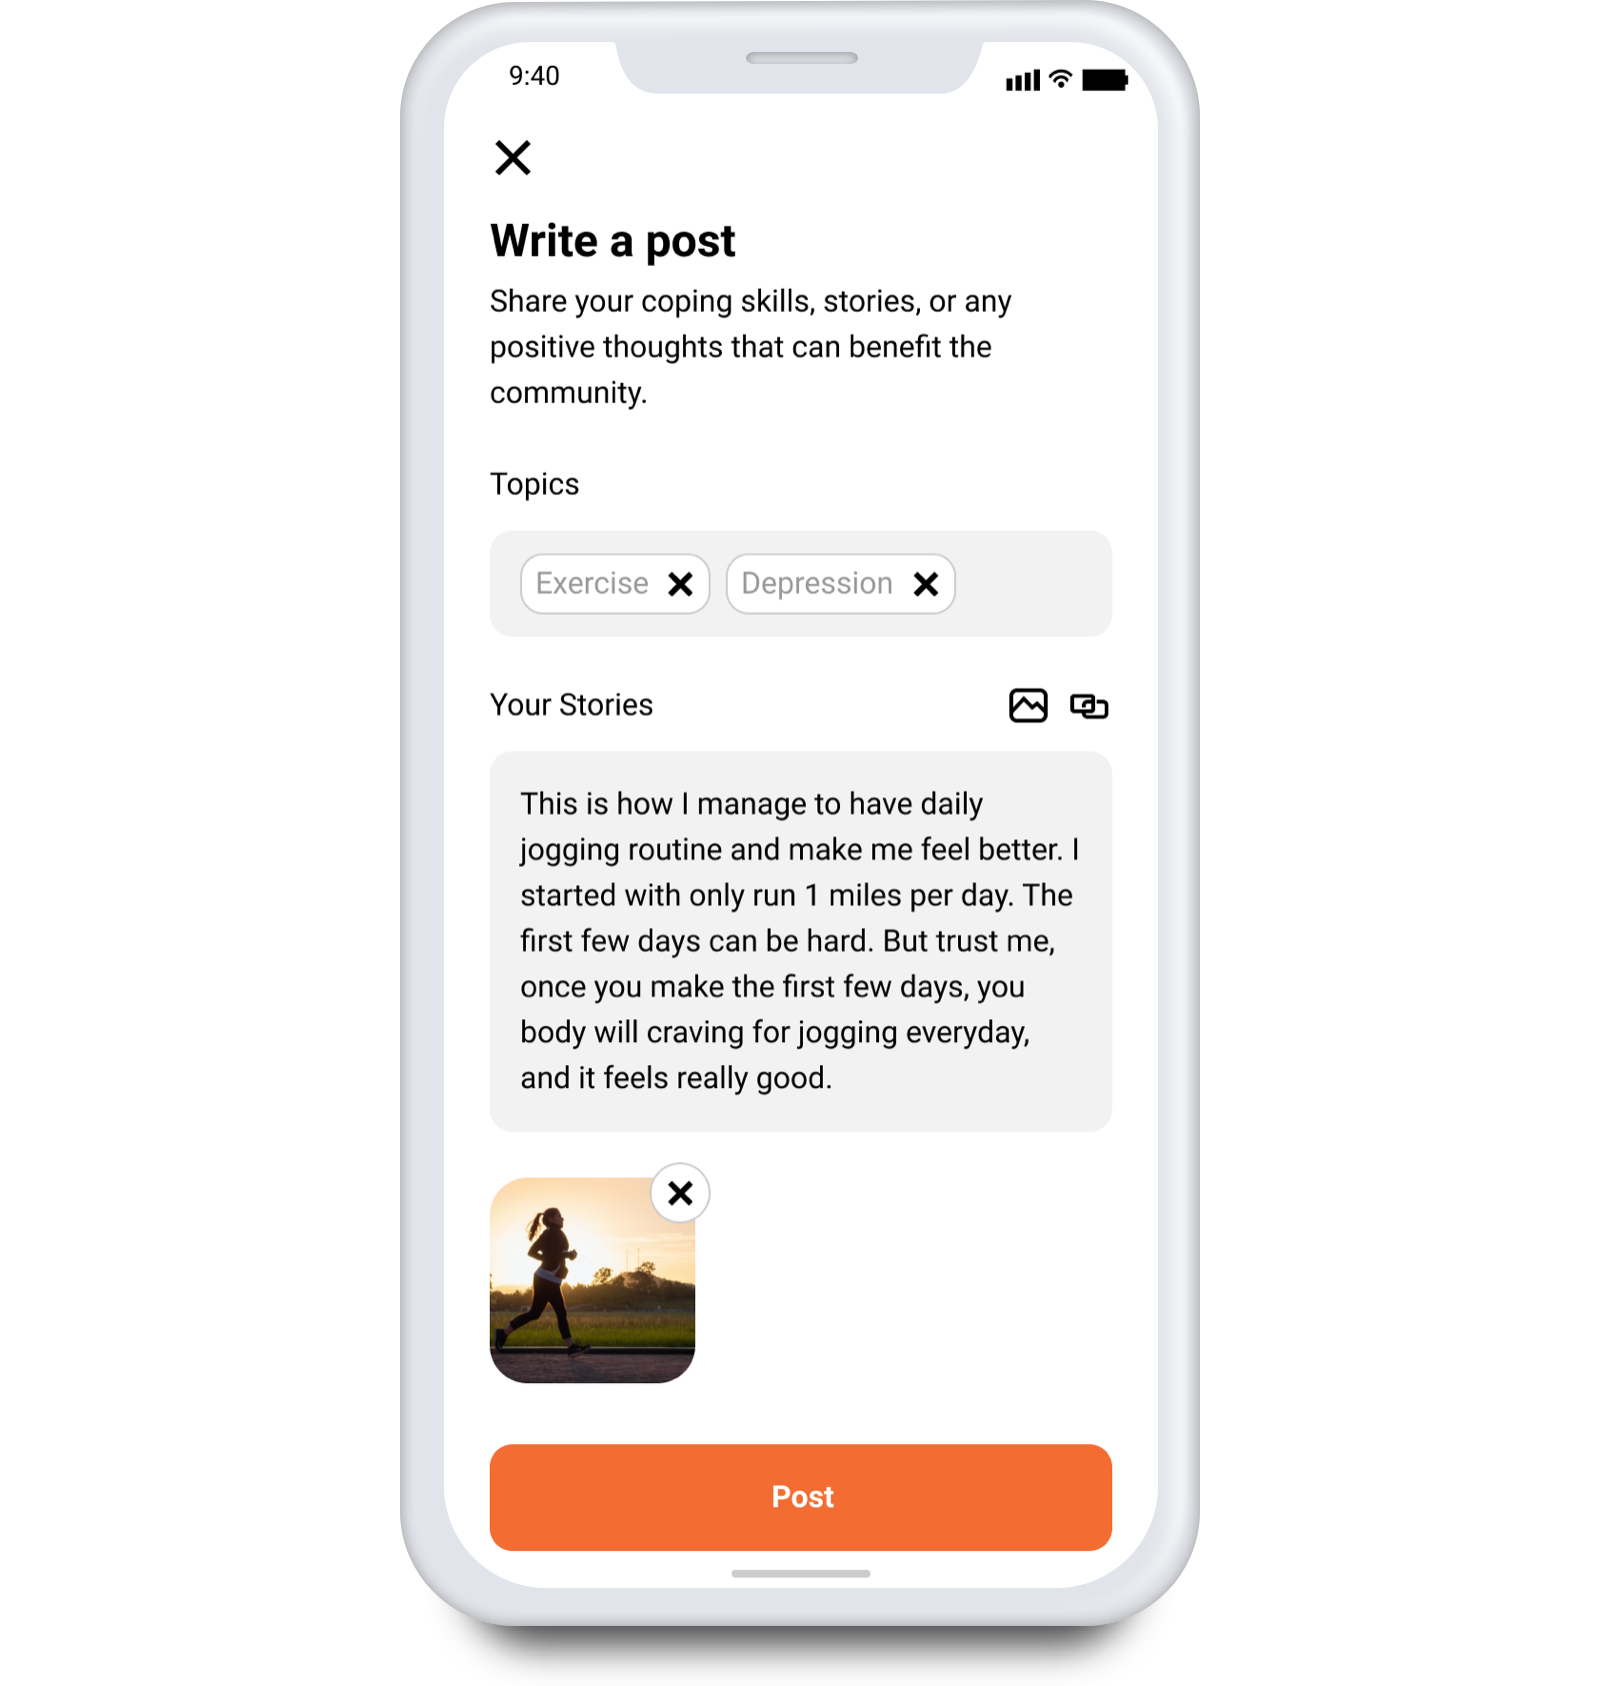 9:40
Write a post
Share your coping skills, stories, or any
positive thoughts that can benefit the
community.
Topics
Exercise
Depression
Your Stories
This is how I manage to have daily
jogging routine and make me feel better. I
started with only run 1 miles per day. The
first few days can be hard. But trust me,
once you make the first few days, you
body will craving for jogging everyday,
and it feels really good.
Post